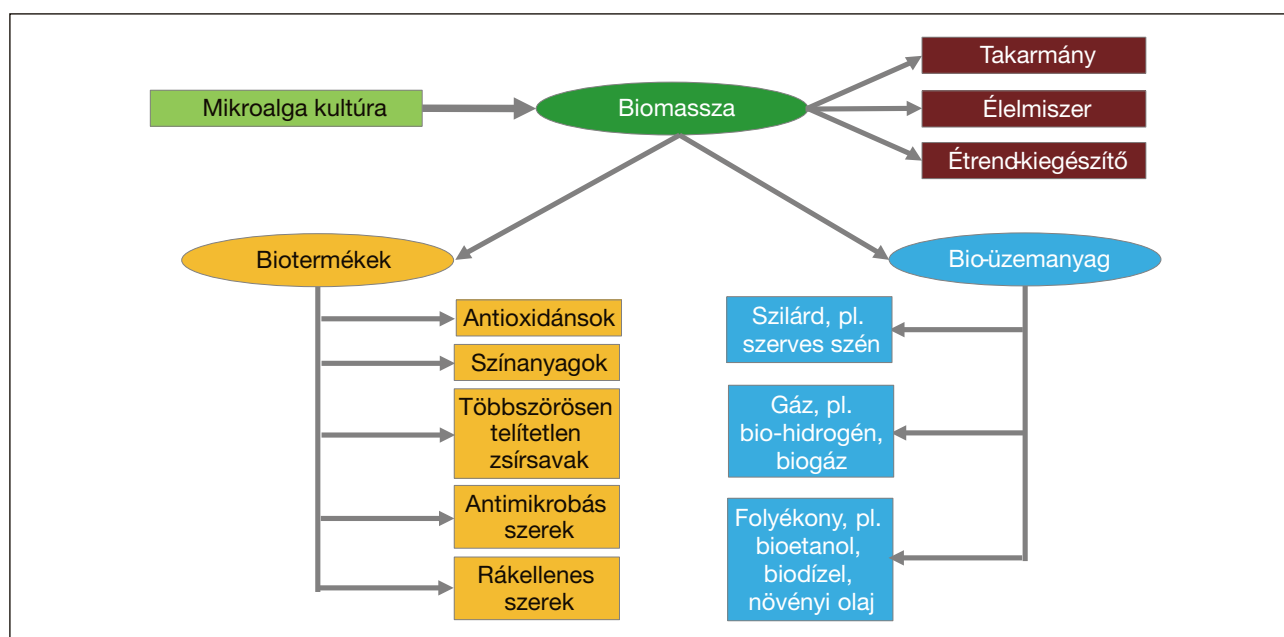 Mikroalga kultúra
Biomassza
Takarmány
Élelmiszer
Étrend-kiegészítő
Biotermékek
Antioxidánsok
Színanyagok
Többszörösen
telítetlen
zsírsavak
Antimikrobás
szerek
Rákellenes
szerek
Bio-üzemanyag
Szilárd, pl.
szerves szén
Gáz, pl.
bio-hidrogén,
biogáz
Folyékony, pl.
bioetanol,
biodízel,
növényi olaj